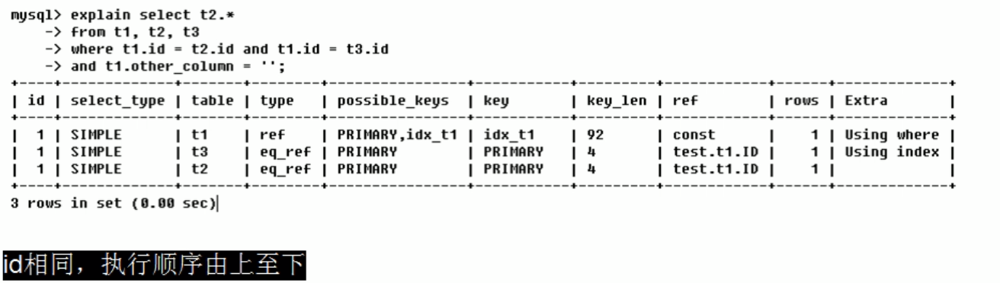 mysql> explain select t2.*
    -> from t1, t2, t3
    -> where t1.id = t2.id and t1.id = t3.id
    -> and t1.other_column = '';
+----+-------------+-------+--------+----------------+---------+---------+------------+------+-------------+
| id | select_type | table | type   | possible_keys  | key     | key_len | ref        | rows | Extra       |
+----+-------------+-------+--------+----------------+---------+---------+------------+------+-------------+
|  1 | SIMPLE      | t1    | ref    | PRIMARY,idx_t1 | idx_t1  | 92      | const      |    1 | Using where |
|  1 | SIMPLE      | t3    | eq_ref | PRIMARY        | PRIMARY | 4       | test.t1.ID |    1 | Using index |
|  1 | SIMPLE      | t2    | eq_ref | PRIMARY        | PRIMARY | 4       | test.t1.ID |    1 |             |
+----+-------------+-------+--------+----------------+---------+---------+------------+------+-------------+
3 rows in set (0.00 sec)
id相同，执行顺序由上至下